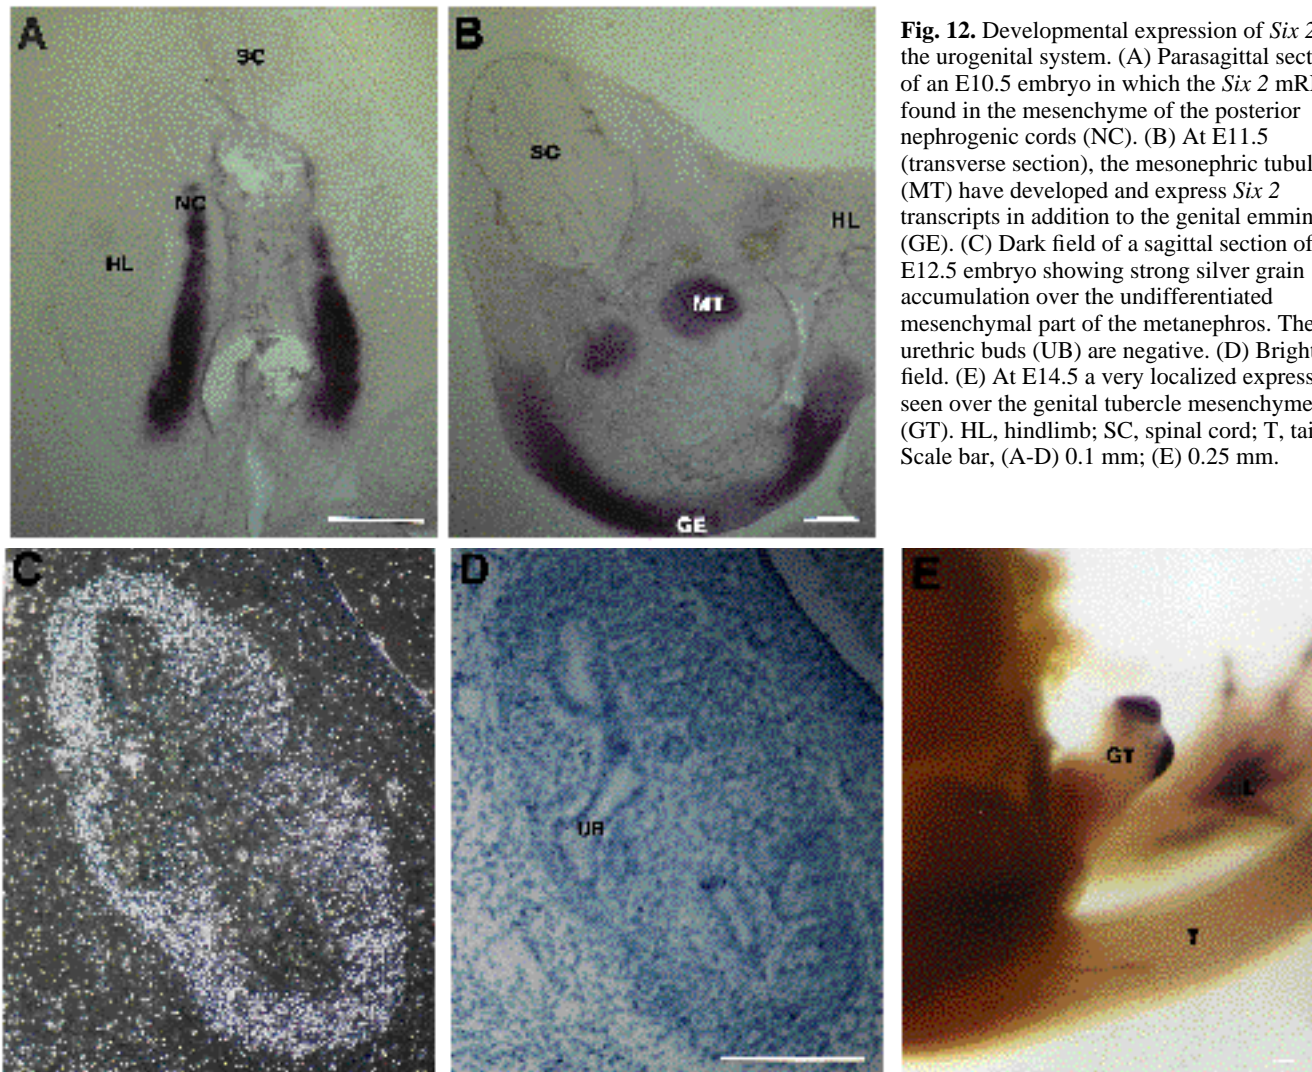 A
SC
NC
HL
B
SC
HL
MT
GE
Fig. 12. Developmental expression of Six 2
the urogenital system. (A) Parasagittal sect
of an E10.5 embryo in which the Six 2 mR
found in the mesenchyme of the posterior
nephrogenic cords (NC). (B) At E11.5
(transverse section), the mesonephric tubul
(MT) have developed and express Six 2
transcripts in addition to the genital emmin
(GE). (C) Dark field of a sagittal section of
E12.5 embryo showing strong silver grain
accumulation over the undifferentiated
mesenchymal part of the metanephros. The
urethric buds (UB) are negative. (D) Bright
field. (E) At E14.5 a very localized express
seen over the genital tubercle mesenchyme
(GT). HL, hindlimb; SC, spinal cord; T, tai
Scale bar, (A-D) 0.1 mm; (E) 0.25 mm.
C
D
UB
E
GT
T